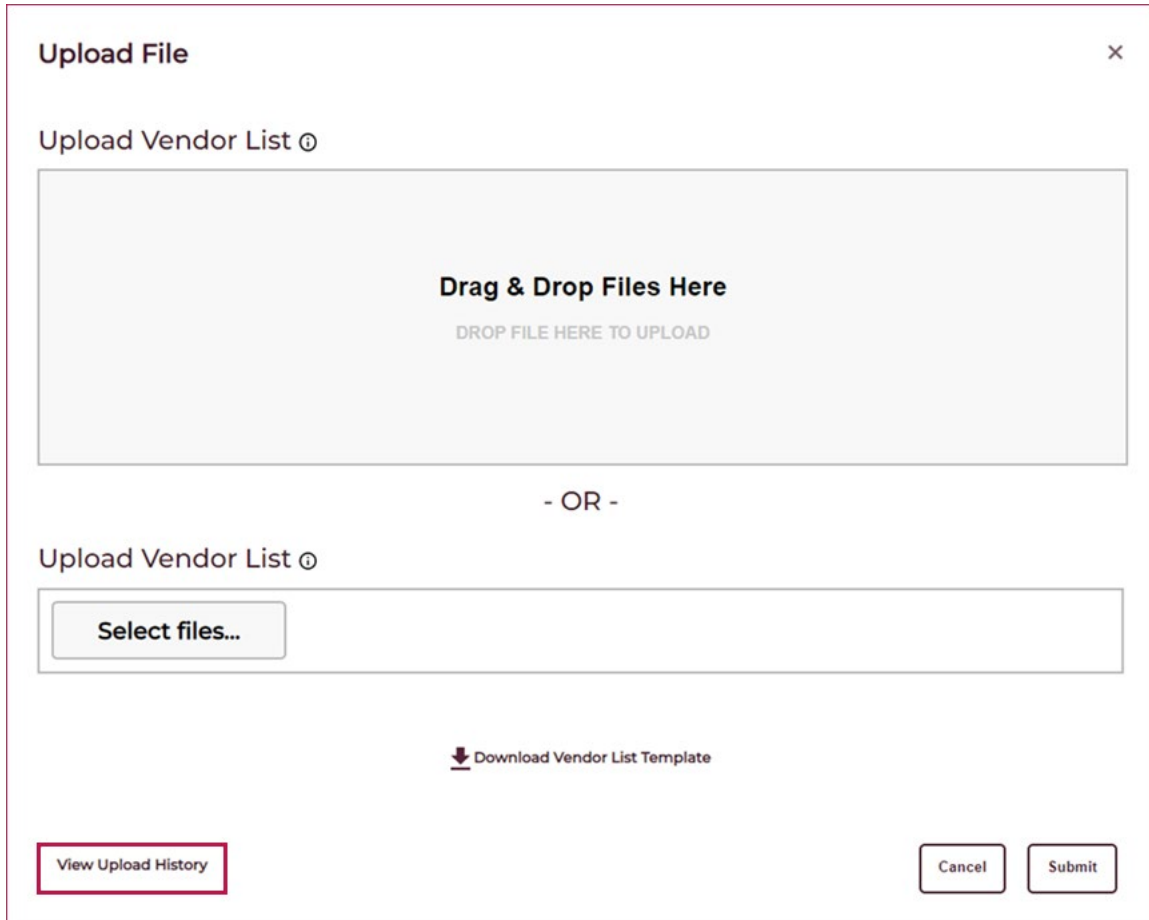 Upload File
Upload Vendor List
Drag & Drop Files Here
DROP FILE HERE TO UPLOAD
- OR -
Upload Vendor List
Select files...
Download Vendor List Template
View Upload History
Cancel
Submit